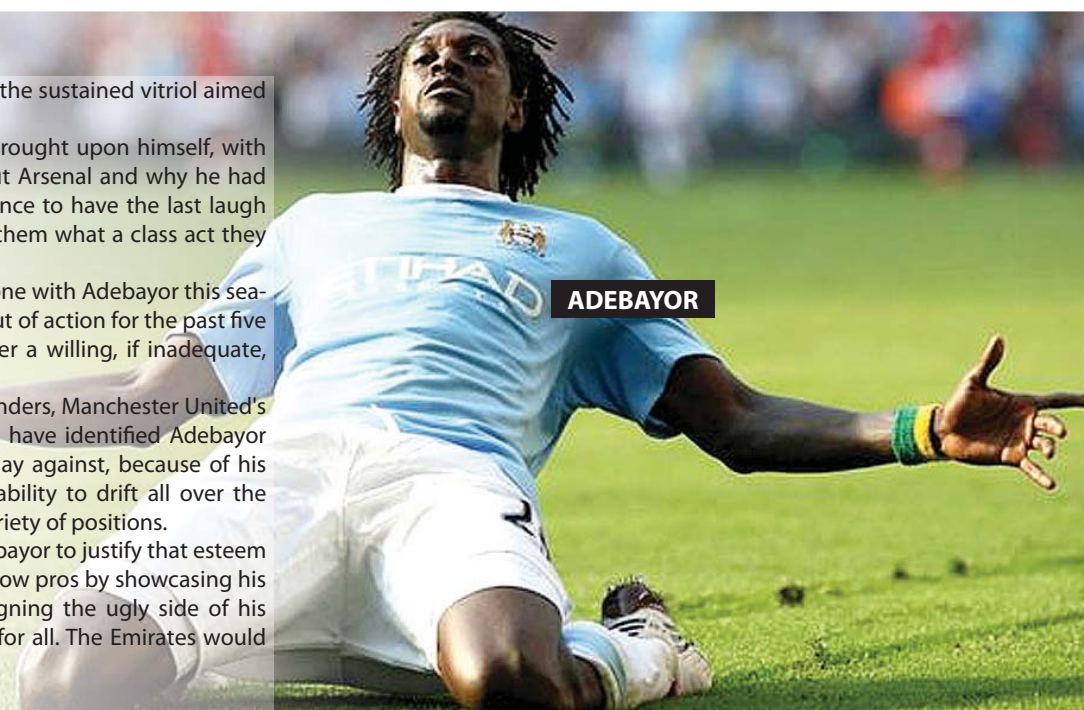 the sustained vitriol aimed
rought upon himself, with
ut Arsenal and why he had
nce to have the last laugh
them what a class act they
one with Adebayor this sea-
ut of action for the past five
er a willing, if inadequate,
nders, Manchester United's
have identified Adebayor
ay against, because of his
ability to drift all over the
riety of positions.
bayor to justify that esteem
ow pros by showcasing his
gning the ugly side of his
for all. The Emirates would
ETIHAD
ADEBAYOR